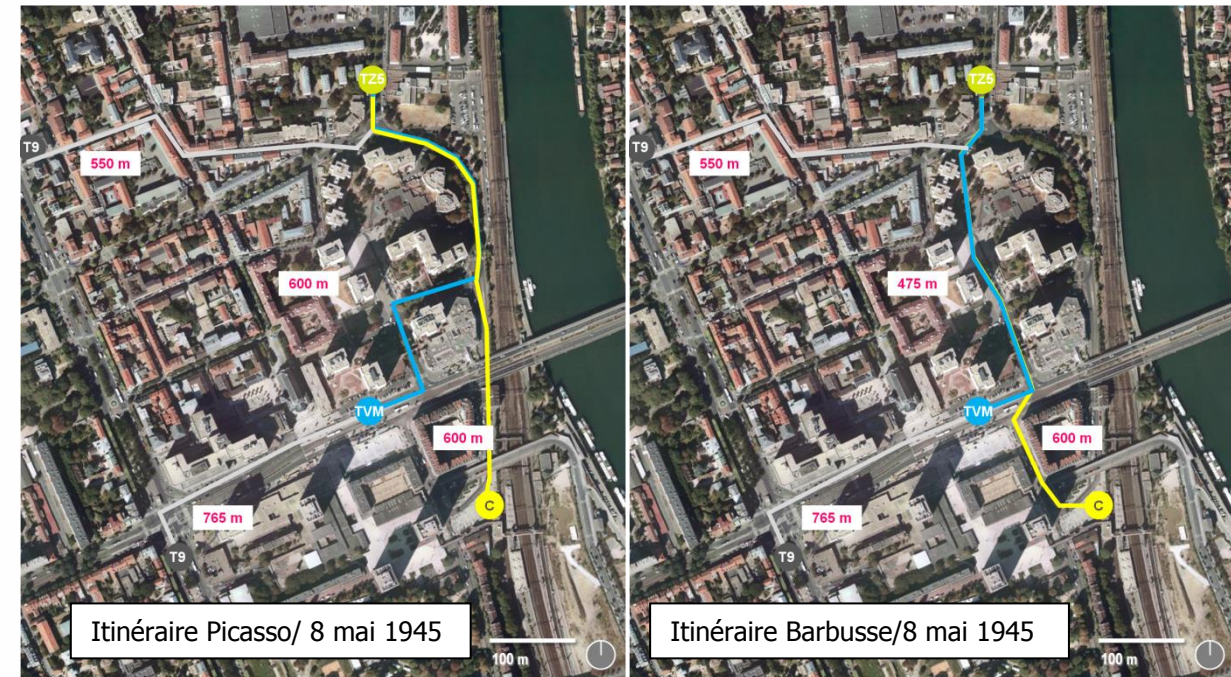 TZ5
T9
550 m
600 m
TVM
600 m
C
765 m
T9
Itinéraire Picasso/ 8 mai 1945
100 m
TZ5
T9
550 m
475 m
TVM
600 m
C
765 m
T9
Itinéraire Barbusse/8 mai 1945
100 m